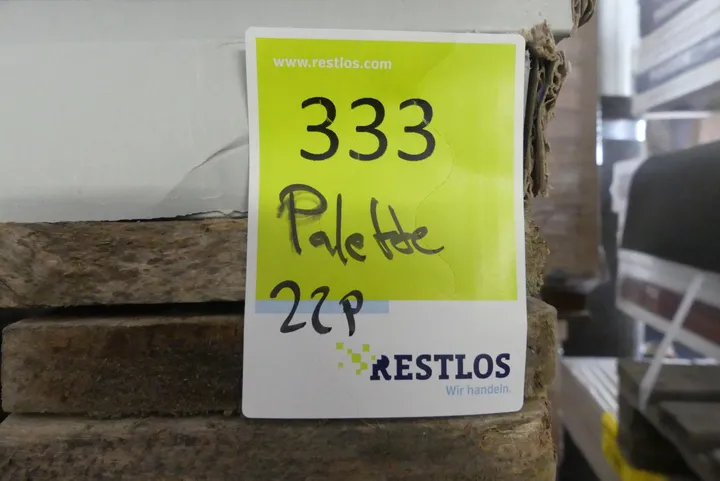 www.restlos.com
333
Palette
22P
RESTLOS
Wir handeln.